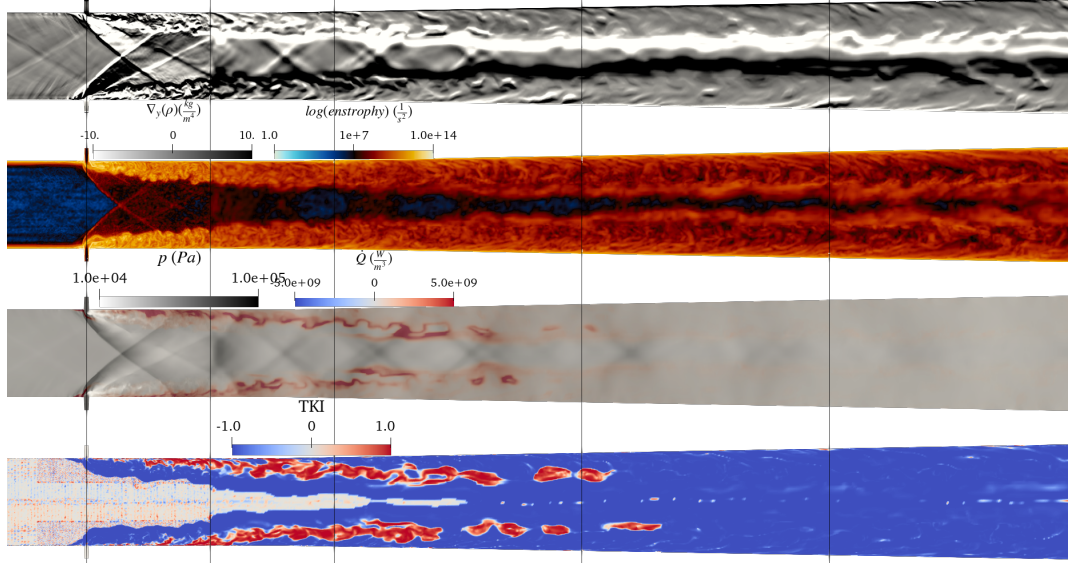 ∇y(ρ)(kg/m⁴) log(enstrophy) (1/s²)
-10. 0 10. 1.0 1e+7 1.0e+14
p (Pa) Q̇ (W/m³)
1.0e+04 1.0e+05 -5.0e+09 0 5.0e+09
TKI
-1.0 0 1.0